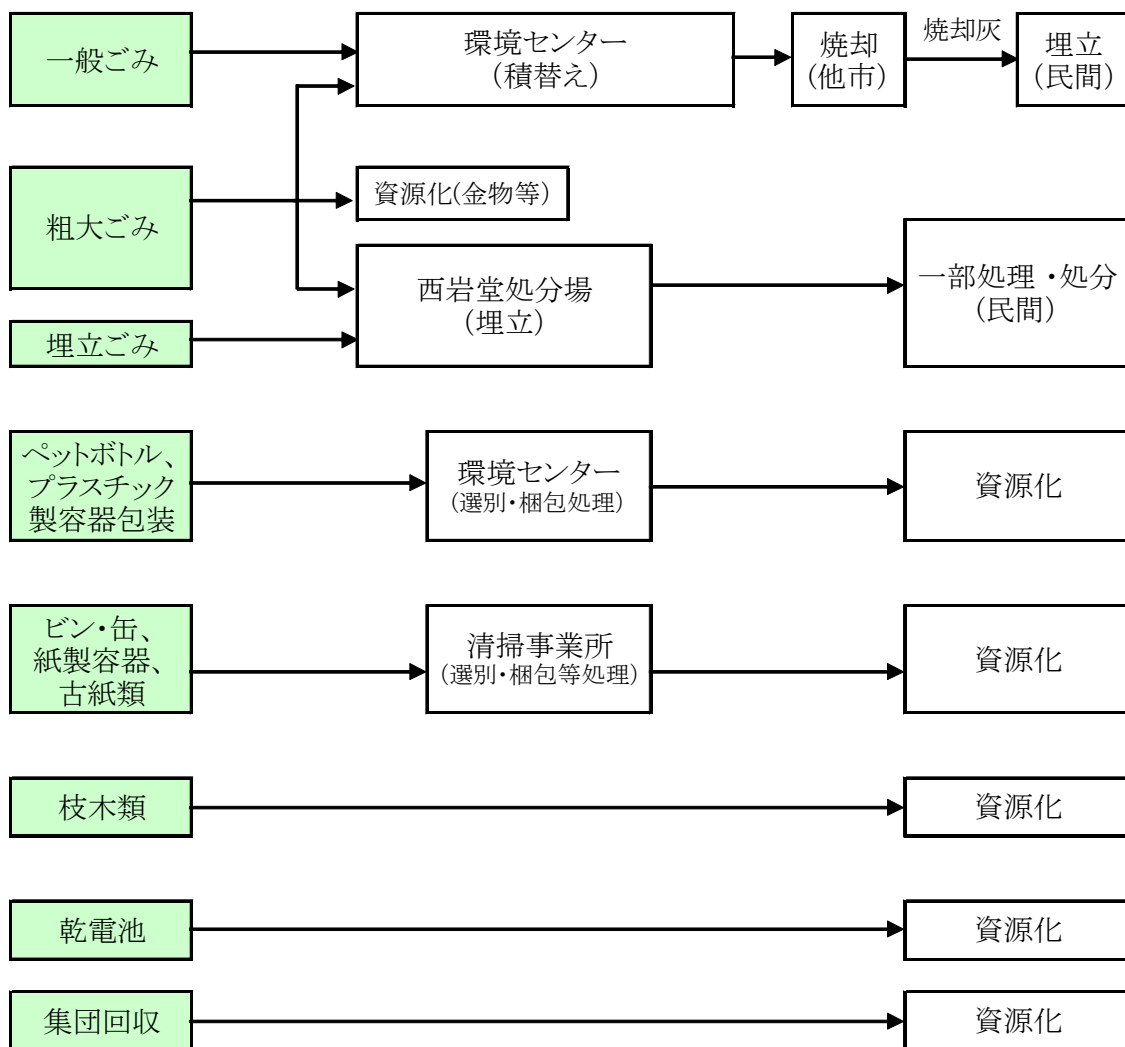 一般ごみ
環境センター
(積替え)
焼却
(他市)
焼却灰
埋立
(民間)
粗大ごみ
資源化(金物等)
西岩堂処分場
(埋立)
一部処理・処分
(民間)
埋立ごみ
ペットボトル、
プラスチック
製容器包装
環境センター
(選別・梱包処理)
資源化
ビン・缶、
紙製容器、
古紙類
清掃事業所
(選別・梱包等処理)
資源化
枝木類
資源化
乾電池
資源化
集団回収
資源化